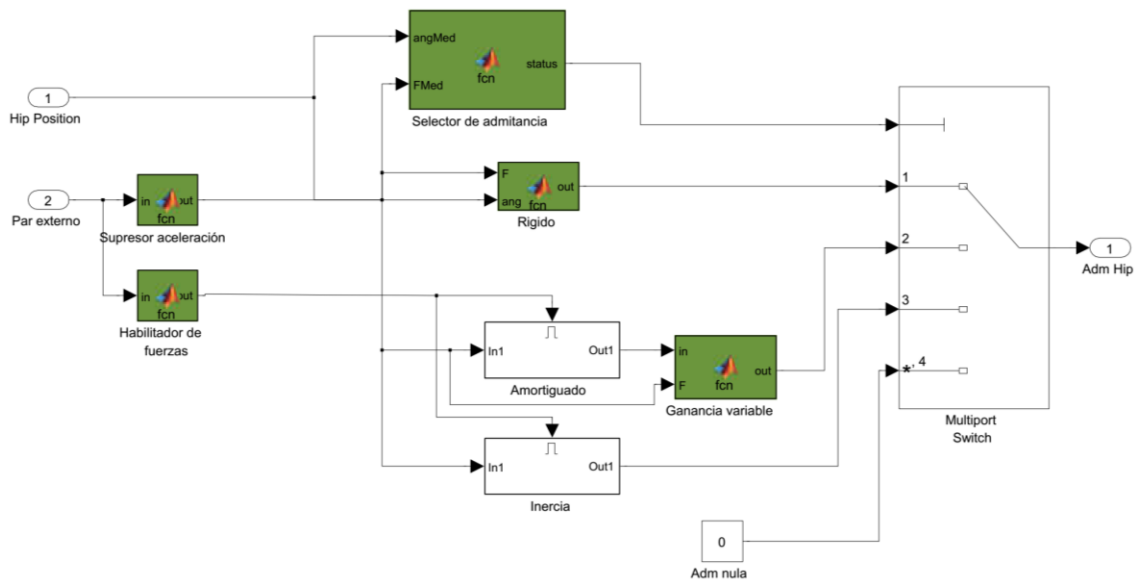 angMed
FMed
fcn
status
Selector de admitancia
1
Hip Position
2
Par externo
in
fcn
out
Supresor aceleración
in
fcn
out
Habilitador de
fuerzas
F
ang
fcn
out
Rigido
In1
Out1
Amortiguado
in
F
fcn
out
Ganancia variable
In1
Out1
Inercia
0
Adm nula
1
2
3
*, 4
Multiport
Switch
1
Adm Hip